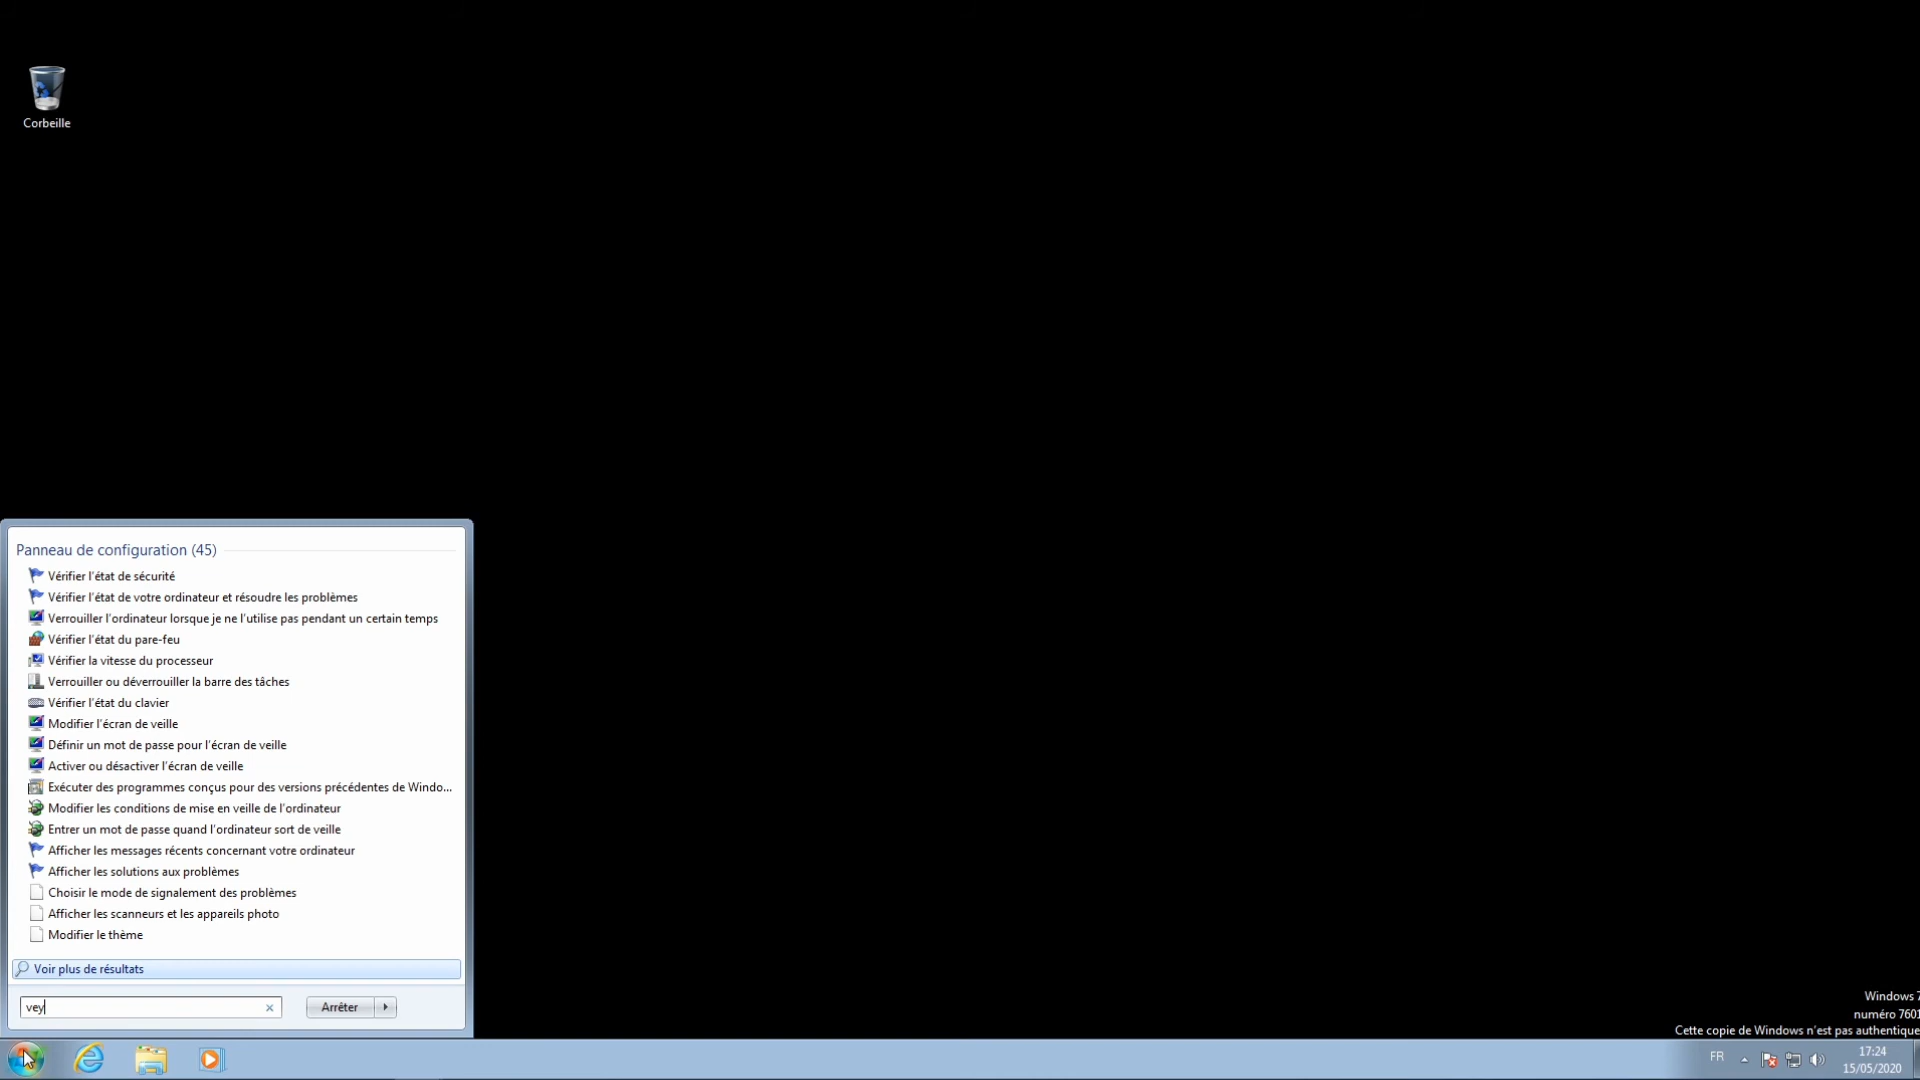 Corbeille
Panneau de configuration (45)
Vérifier l'état de sécurité
Vérifier l'état de votre ordinateur et résoudre les problèmes
Verrouiller l'ordinateur lorsque je ne l'utilise pas pendant un certain temps
Vérifier l'état du pare-feu
Vérifier la vitesse du processeur
Verrouiller ou déverrouiller la barre des tâches
Vérifier l'état du clavier
Modifier l'écran de veille
Définir un mot de passe pour l'écran de veille
Activer ou désactiver l'écran de veille
Exécuter des programmes conçus pour des versions précédentes de Windo...
Modifier les conditions de mise en veille de l'ordinateur
Entrer un mot de passe quand l'ordinateur sort de veille
Afficher les messages récents concernant votre ordinateur
Afficher les solutions aux problèmes
Choisir le mode de signalement des problèmes
Afficher les scanneurs et les appareils photo
Modifier le thème
Voir plus de résultats
vey
Arrêter
Windows 7
numéro 7601
Cette copie de Windows n'est pas authentique
FR
17:24
15/05/2020